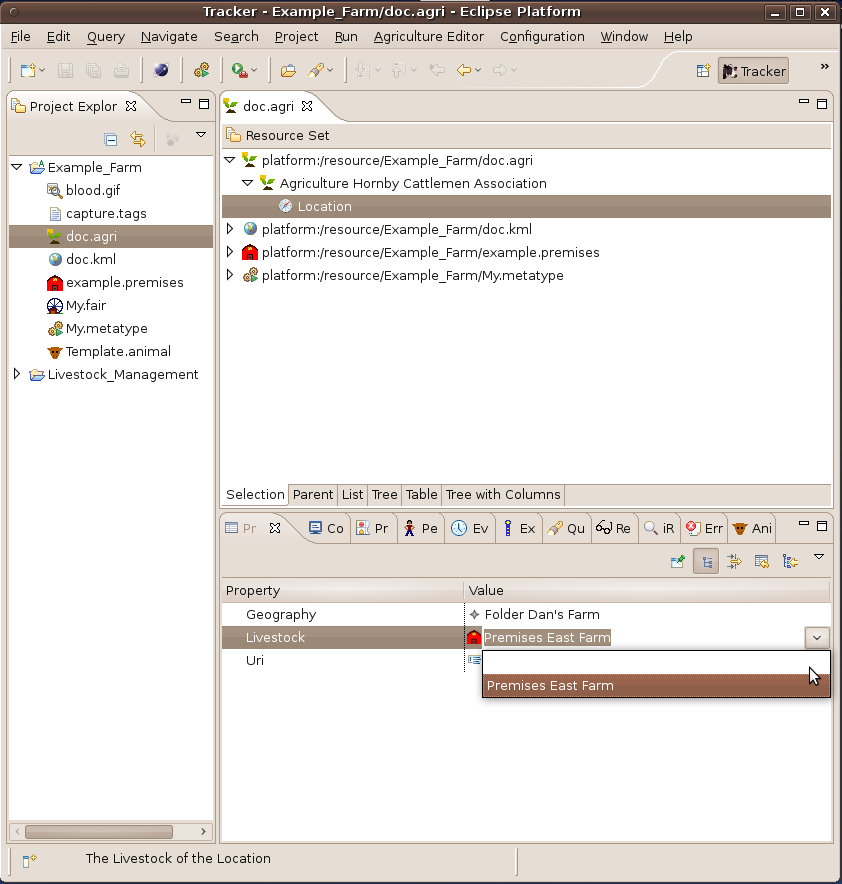 Tracker - Example_Farm/doc.agri - Eclipse Platform
File Edit Query Navigate Search Project Run Agriculture Editor Configuration Window Help
Tracker »
Project Explor
doc.agri
Resource Set
Example_Farm
blood.gif
capture.tags
doc.agri
doc.kml
example.premises
My.fair
My.metatype
Template.animal
Livestock_Management
platform:/resource/Example_Farm/doc.agri
Agriculture Hornby Cattlemen Association
Location
platform:/resource/Example_Farm/doc.kml
platform:/resource/Example_Farm/example.premises
platform:/resource/Example_Farm/My.metatype
Selection Parent List Tree Table Tree with Columns
Pr Co Pr Pe Ev Ex Qu Re iR Err Ani
Property Value
Geography Folder Dan's Farm
Livestock Premises East Farm
Uri
Premises East Farm
The Livestock of the Location